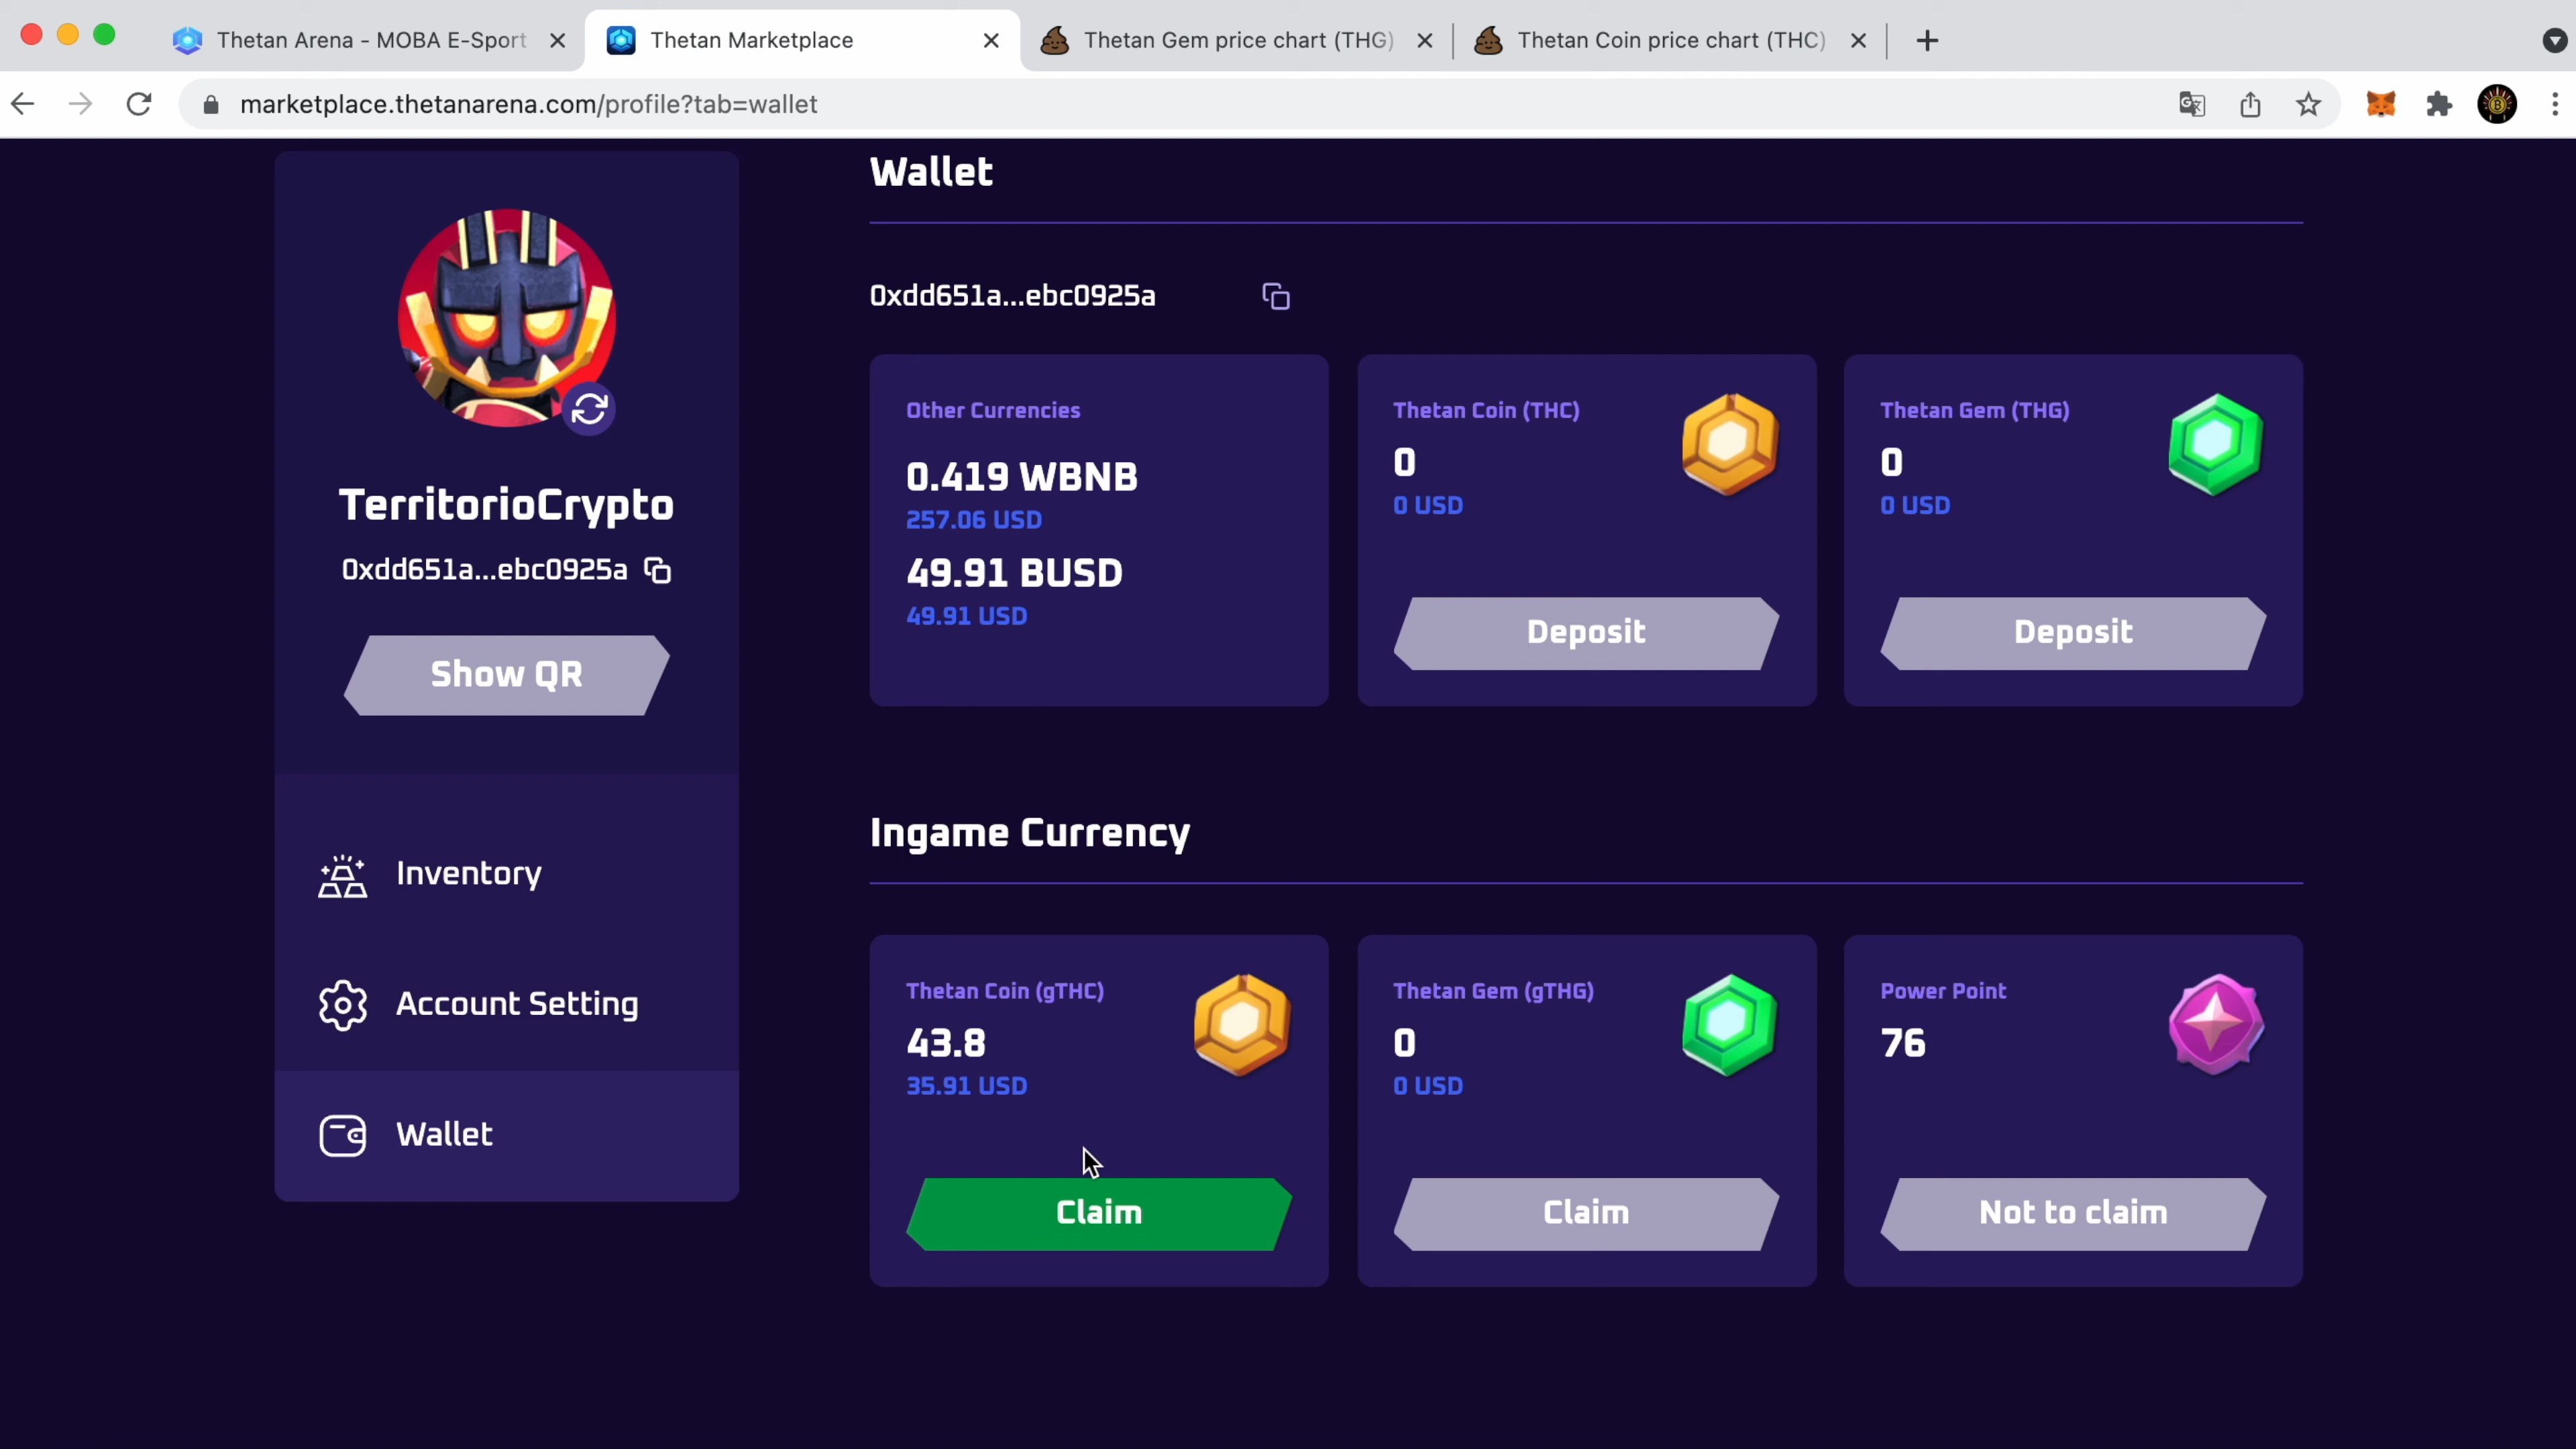 Thetan Arena - MOBA E-Sport
Thetan Marketplace
Thetan Gem price chart (THG)
Thetan Coin price chart (THC)
marketplace.thetanarena.com/profile?tab=wallet
TerritorioCrypto
0xdd651a...ebc0925a
Show QR
Inventory
Account Setting
Wallet
Wallet
0xdd651a...ebc0925a
Other Currencies
0.419 WBNB
257.06 USD
49.91 BUSD
49.91 USD
Thetan Coin (THC)
0
0 USD
Deposit
Thetan Gem (THG)
0
0 USD
Deposit
Ingame Currency
Thetan Coin (gTHC)
43.8
35.91 USD
Claim
Thetan Gem (gTHG)
0
0 USD
Claim
Power Point
76
Not to claim